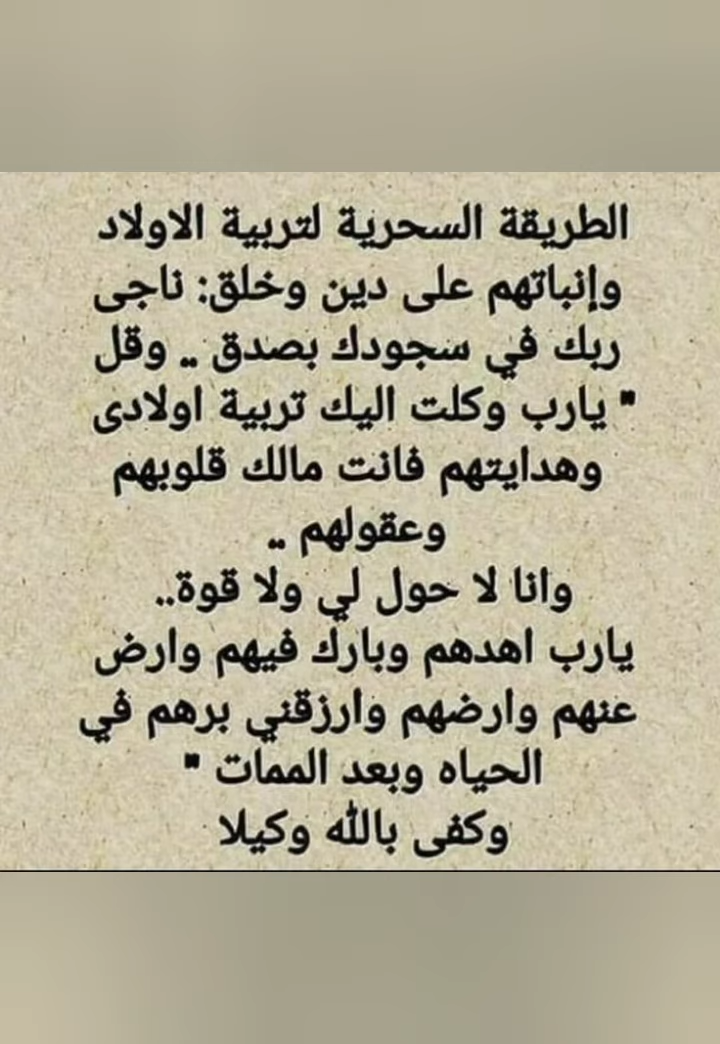 الطريقة السحرية لتربية الاولاد
وإنباتهم على دين وخلق: ناجى
ربك في سجودك بصدق .. وقل
" يارب وكلت اليك تربية اولادى
وهدايتهم فانت مالك قلوبهم
وعقولهم ..
وانا لا حول لي ولا قوة..
يارب اهدهم وبارك فيهم وارض
عنهم وارضهم وارزقني برهم في
الحياه وبعد الممات "
وكفى بالله وكيلا